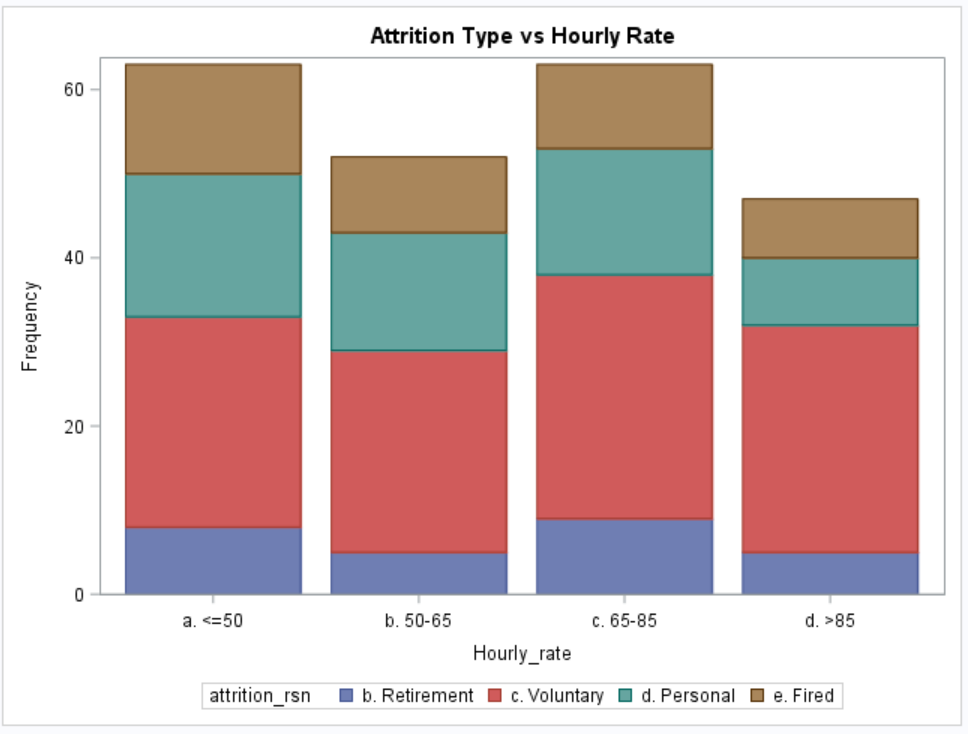 Attrition Type vs Hourly Rate
60
40
20
0
Frequency
a. <=50
b. 50-65
c. 65-85
d. >85
Hourly_rate
attrition_rsn b. Retirement c. Voluntary d. Personal e. Fired